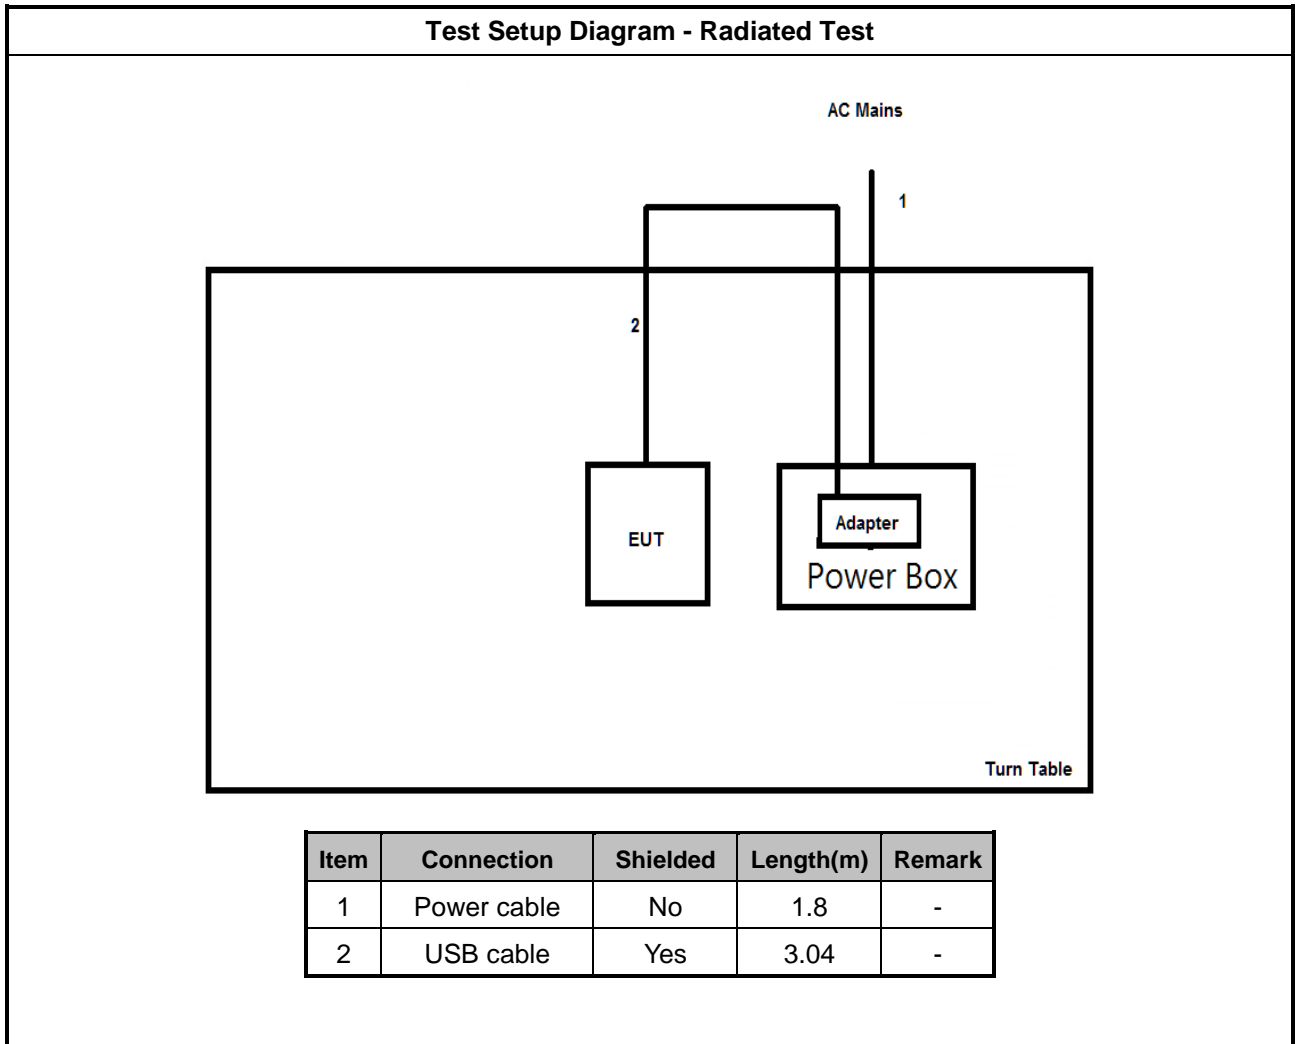 Test Setup Diagram - Radiated Test
AC Mains
1
2
EUT
Adapter
Power Box
Turn Table
Item Connection Shielded Length(m) Remark
1 Power cable No 1.8 -
2 USB cable Yes 3.04 -